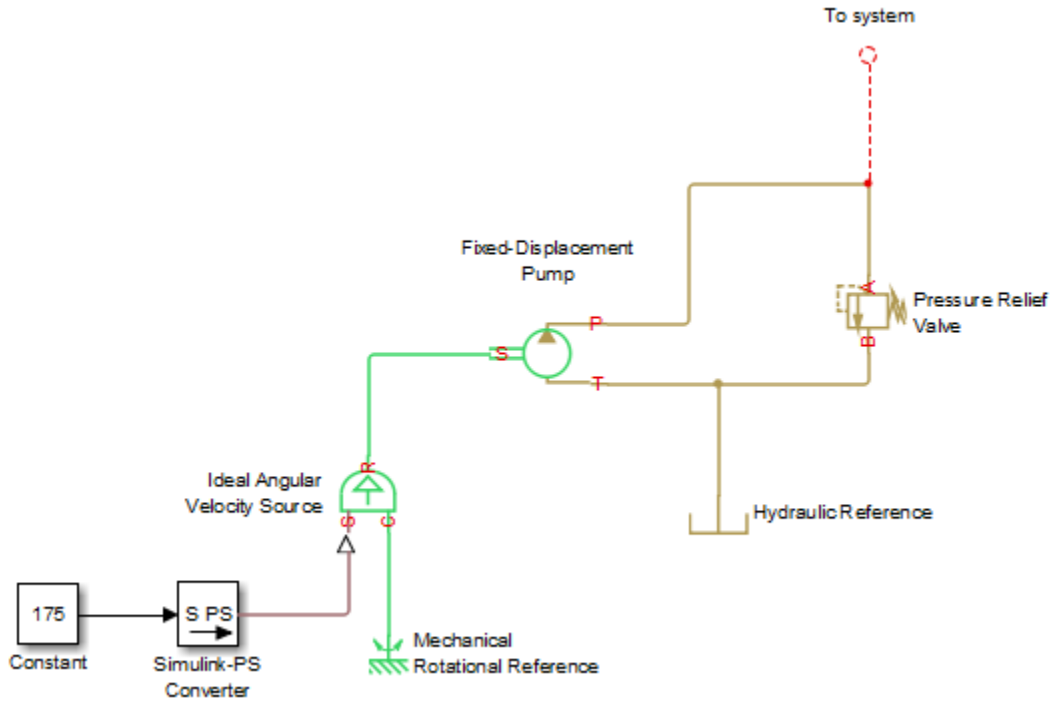 To system
Fixed-Displacement
Pump
P
S
T
A
Pressure Relief
Valve
B
R
Ideal Angular
Velocity Source
S
C
Hydraulic Reference
175
Constant
S PS
Simulink-PS
Converter
Mechanical
Rotational Reference